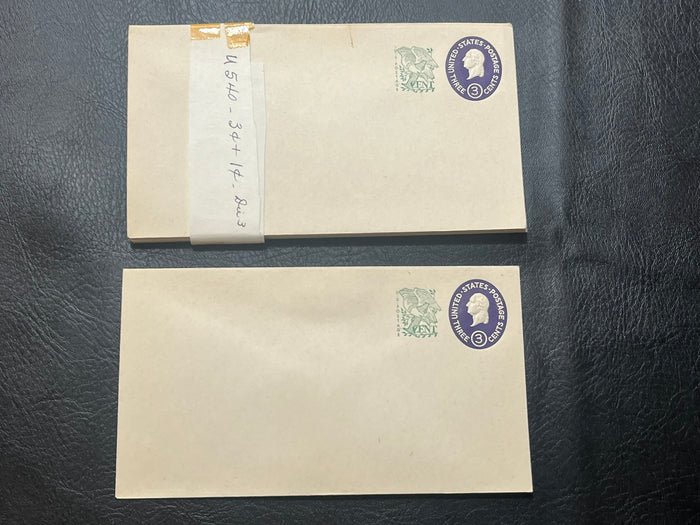 U540 - 3¢ + 1¢ - Die 3
CENT
UNITED · STATES · POSTAGE
THREE 3 CENTS
CENT
UNITED · STATES · POSTAGE
THREE 3 CENTS